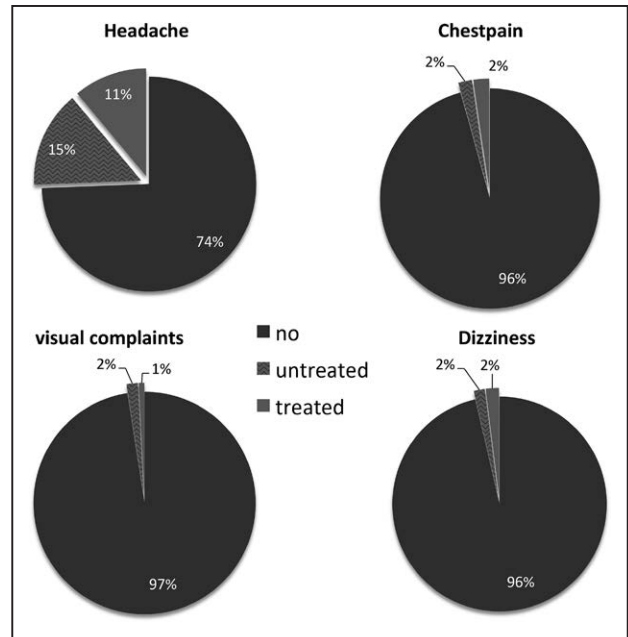 Headache
11%
15%
74%
Chestpain
2% 2%
96%
visual complaints
2% 1%
97%
no
untreated
treated
Dizziness
2% 2%
96%